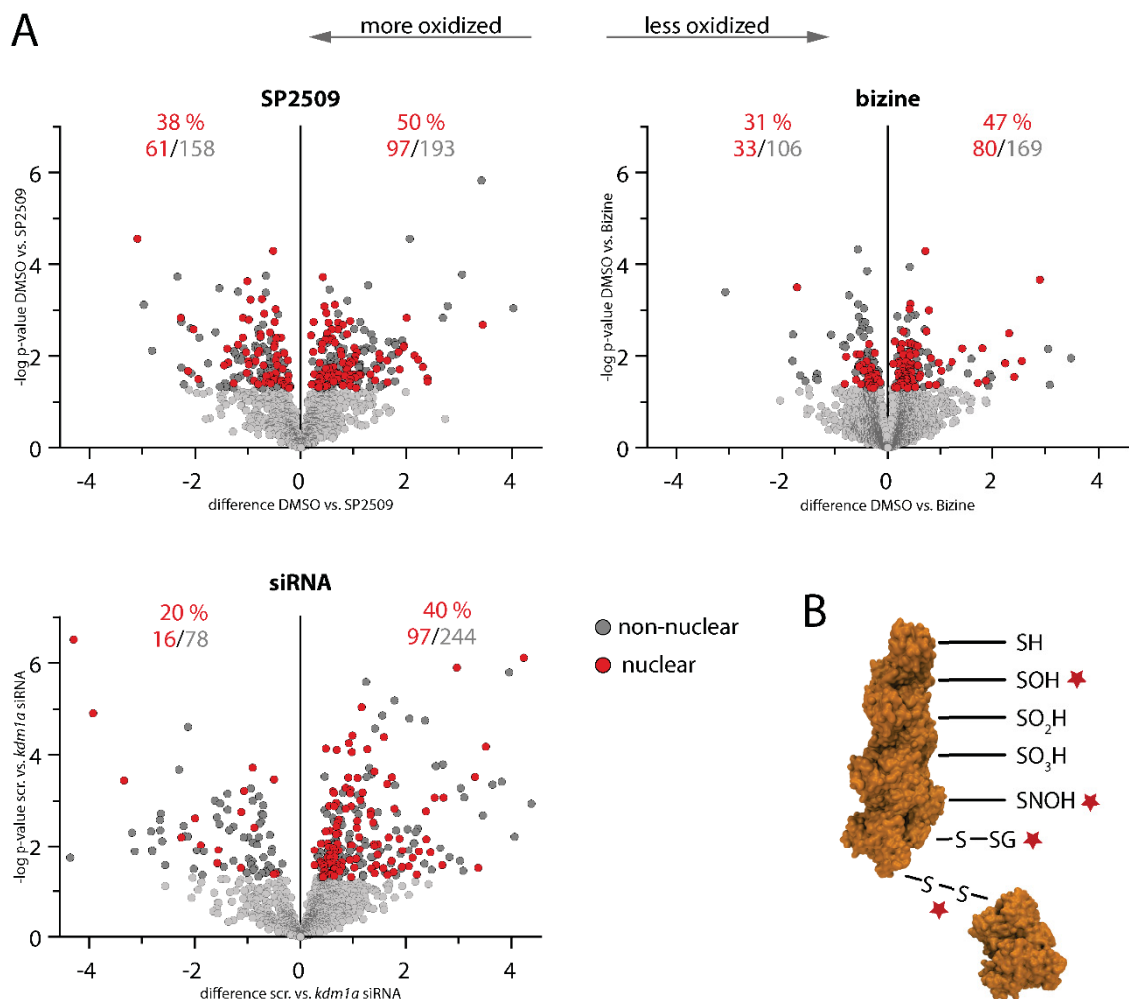 A
more oxidized
less oxidized
SP2509
38 %
61/158
50 %
97/193
6
4
2
0
-log p-value DMSO vs. SP2509
-4
-2
0
2
4
difference DMSO vs. SP2509
bizine
31 %
33/106
47 %
80/169
6
4
2
0
-log p-value DMSO vs. Bizine
-4
-2
0
2
4
difference DMSO vs. Bizine
siRNA
20 %
16/78
40 %
97/244
6
4
2
0
-log p-value scr. vs. kdm1a siRNA
-4
-2
0
2
4
difference scr. vs. kdm1a siRNA
non-nuclear
nuclear
B
SH
SOH
SO₂H
SO₃H
SNOH
S—SG
S—S